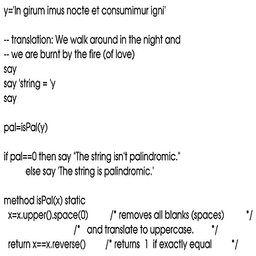 y='In girum imus nocte et consumimur igni'
-- translation: We walk around in the night and
-- we are burnt by the fire (of love)
say
say 'string = 'y
say
pal=isPal(y)
if pal==0 then say "The string isn't palindromic."
else say 'The string is palindromic.'
method isPal(x) static
x=x.upper().space(0) /* removes all blanks (spaces) */
/* and translate to uppercase. */
return x==x.reverse() /* returns 1 if exactly equal */